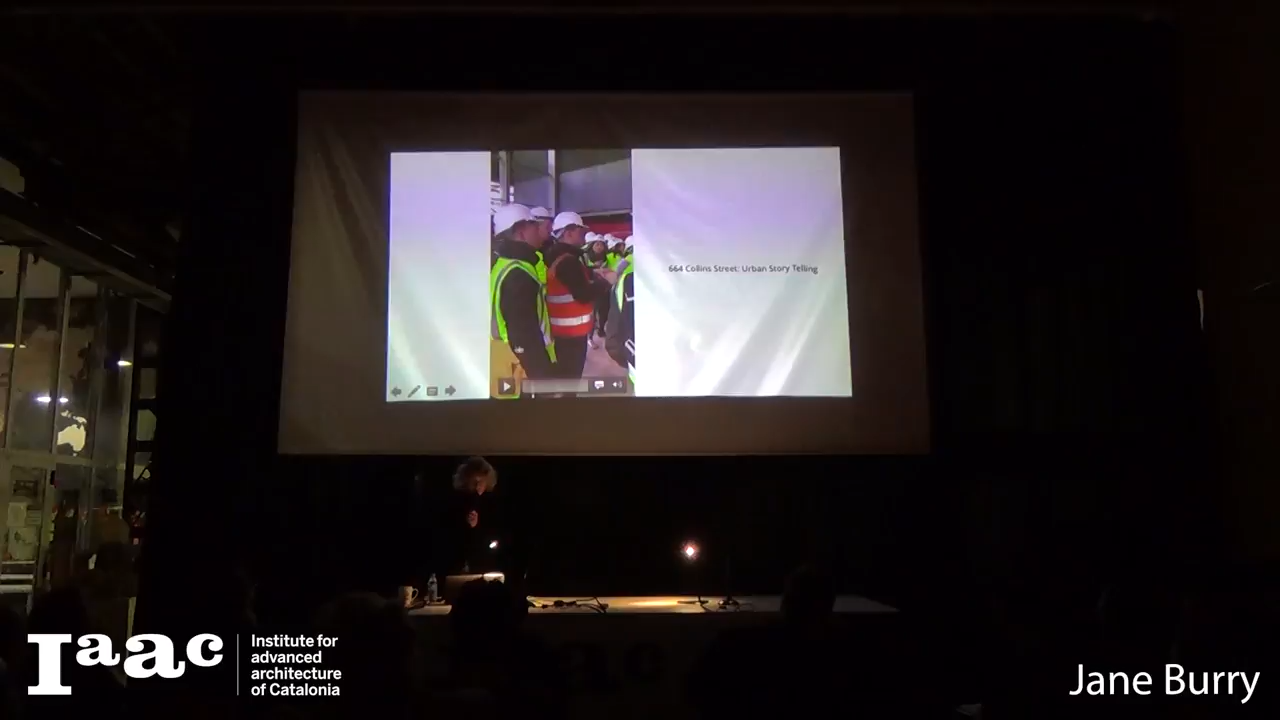 664 Collins Street: Urban Story Telling
Iaac
Institute for
advanced
architecture
of Catalonia
Jane Burry